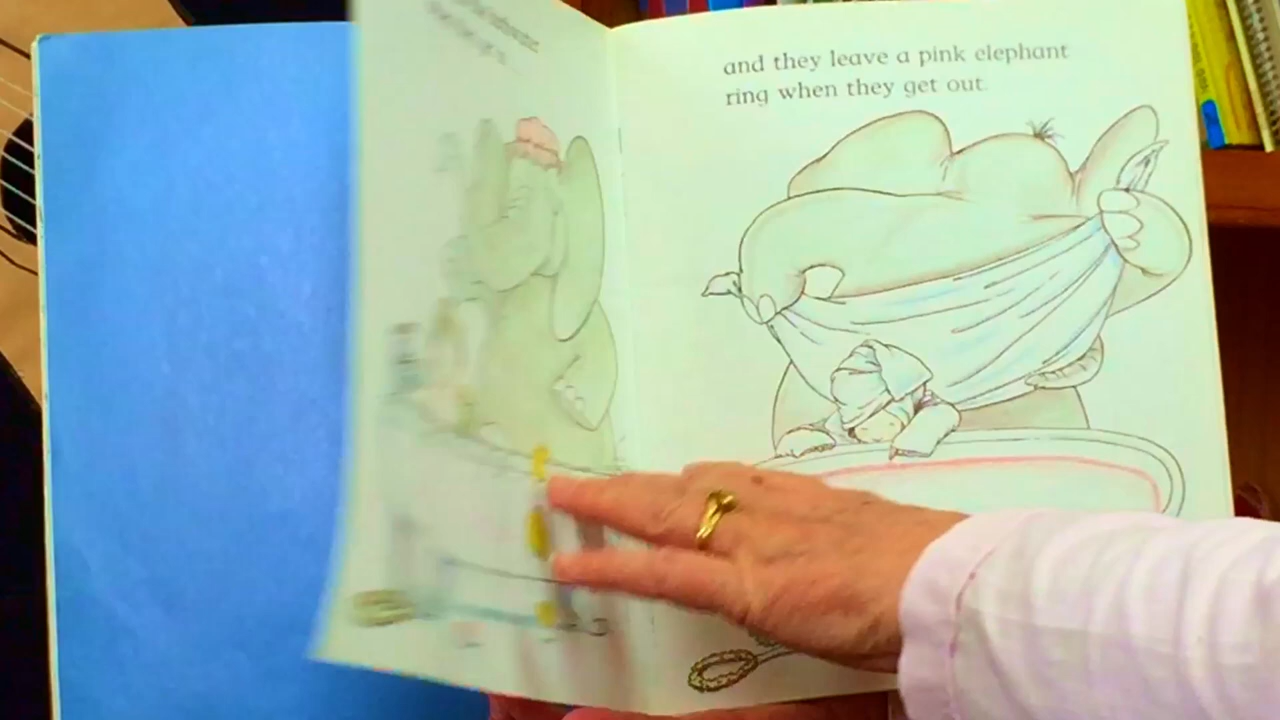 and they leave a pink elephant
ring when they get out.